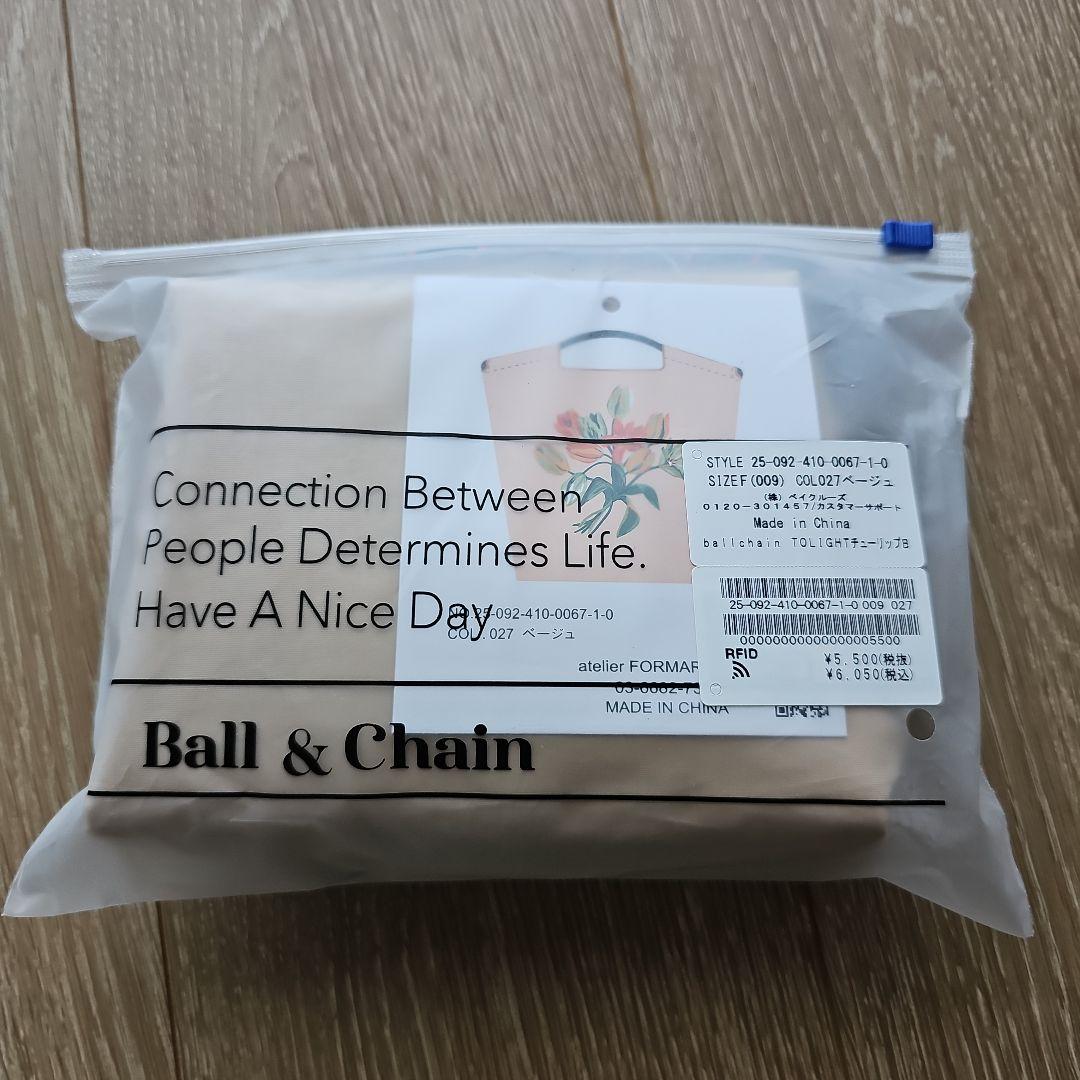 Connection Between
People Determines Life.
Have A Nice Day
Ball & Chain
NO.25-092-410-0067-1-0
COL.027 ベージュ
atelier FORMAR
MADE IN CHINA
STYLE 25-092-410-0067-1-0
SIZEF(009) COL027ベージュ
(株) ベイクルーズ
0120-301457/カスタマーサポート
Made in China
ballchain TOLIGHTチューリップB
25-092-410-0067-1-0 009 027
00000000000000005500
RFID
¥5,500(税抜)
¥6,050(税込)